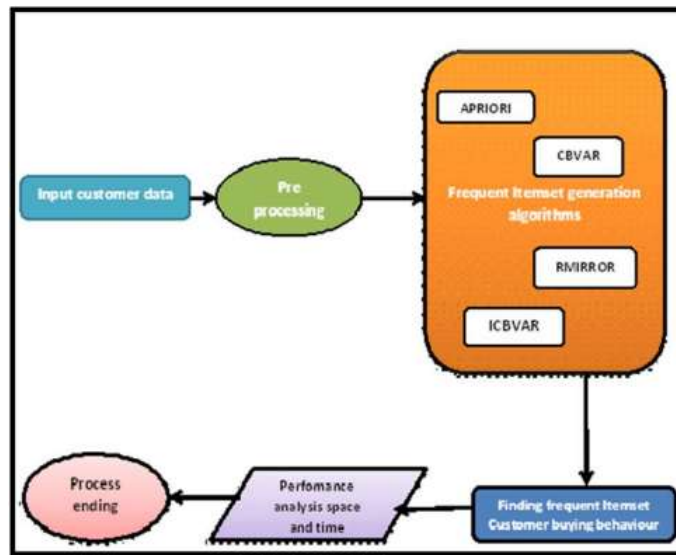 Input customer data
Pre
processing
APRIORI
CBVAR
Frequent Itemset generation
algorithms
RMIRROR
ICBVAR
Finding frequent Itemset
Customer buying behaviour
Perfomance
analysis space
and time
Process
ending